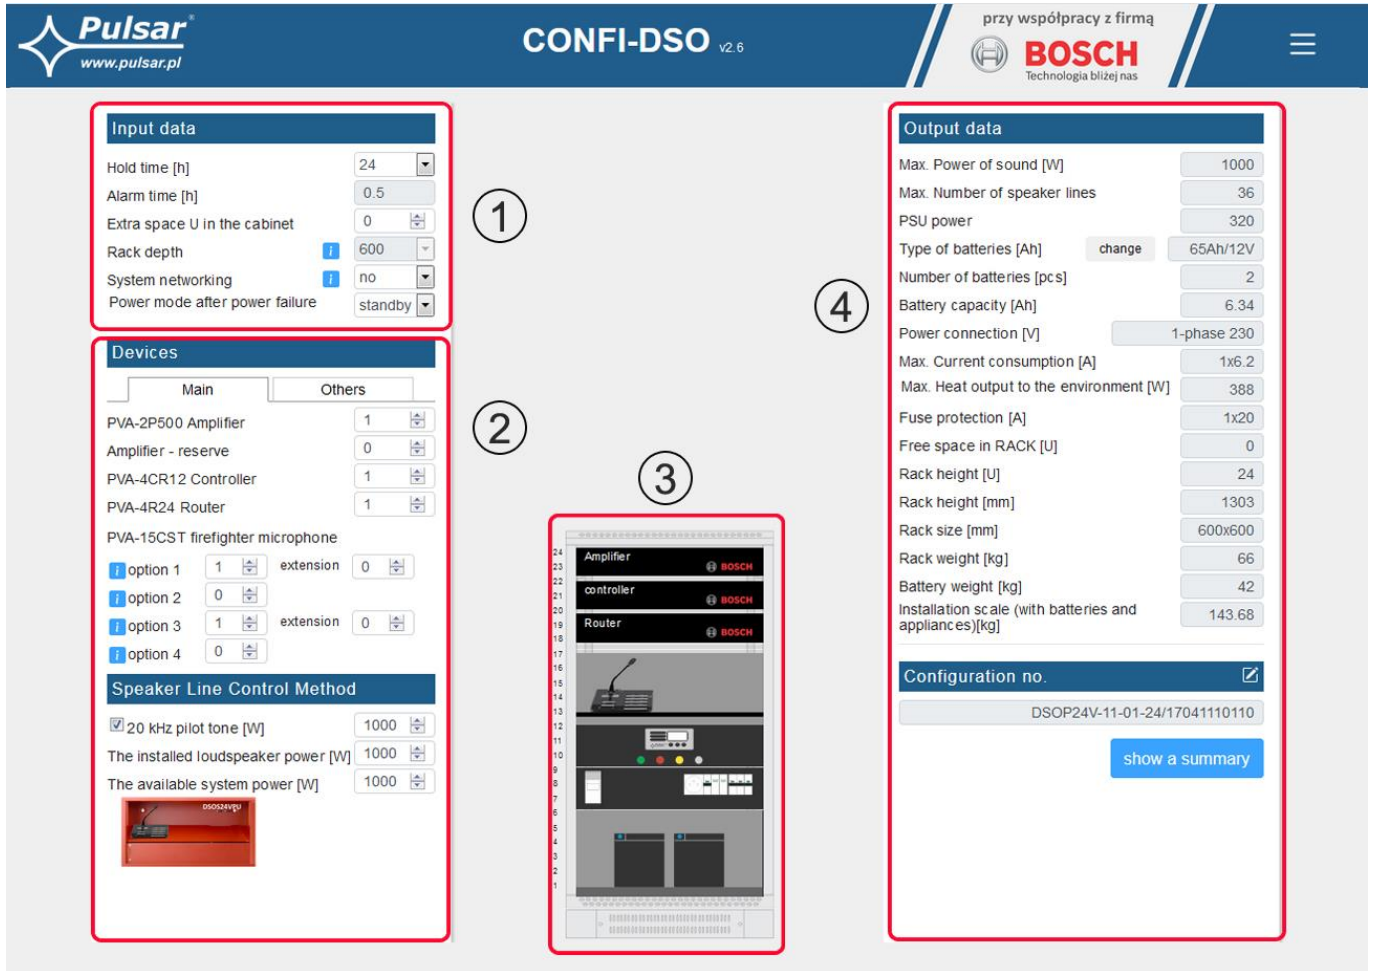 Pulsar®
www.pulsar.pl
CONFI-DSO v2.6
przy współpracy z firmą
BOSCH
Technologia bliżej nas
Input data
Hold time [h] 24
Alarm time [h] 0.5
Extra space U in the cabinet 0
Rack depth i 600
System networking i no
Power mode after power failure standby
1
Devices
Main Others
PVA-2P500 Amplifier 1
Amplifier - reserve 0
PVA-4CR12 Controller 1
PVA-4R24 Router 1
PVA-15CST firefighter microphone
i option 1 1 extension 0
i option 2 0
i option 3 1 extension 0
i option 4 0
Speaker Line Control Method
20 kHz pilot tone [W] 1000
The installed loudspeaker power [W] 1000
The available system power [W] 1000
DSOS24VPU
2
3
24
23
22
21
20
19
18
17
16
15
14
13
12
11
10
9
8
7
6
5
4
3
2
1
Amplifier
BOSCH
controller
BOSCH
Router
BOSCH
4
Output data
Max. Power of sound [W] 1000
Max. Number of speaker lines 36
PSU power 320
Type of batteries [Ah] change 65Ah/12V
Number of batteries [pcs] 2
Battery capacity [Ah] 6.34
Power connection [V] 1-phase 230
Max. Current consumption [A] 1x6.2
Max. Heat output to the environment [W] 388
Fuse protection [A] 1x20
Free space in RACK [U] 0
Rack height [U] 24
Rack height [mm] 1303
Rack size [mm] 600x600
Rack weight [kg] 66
Battery weight [kg] 42
Installation scale (with batteries and
appliances)[kg] 143.68
Configuration no.
DSOP24V-11-01-24/17041110110
show a summary